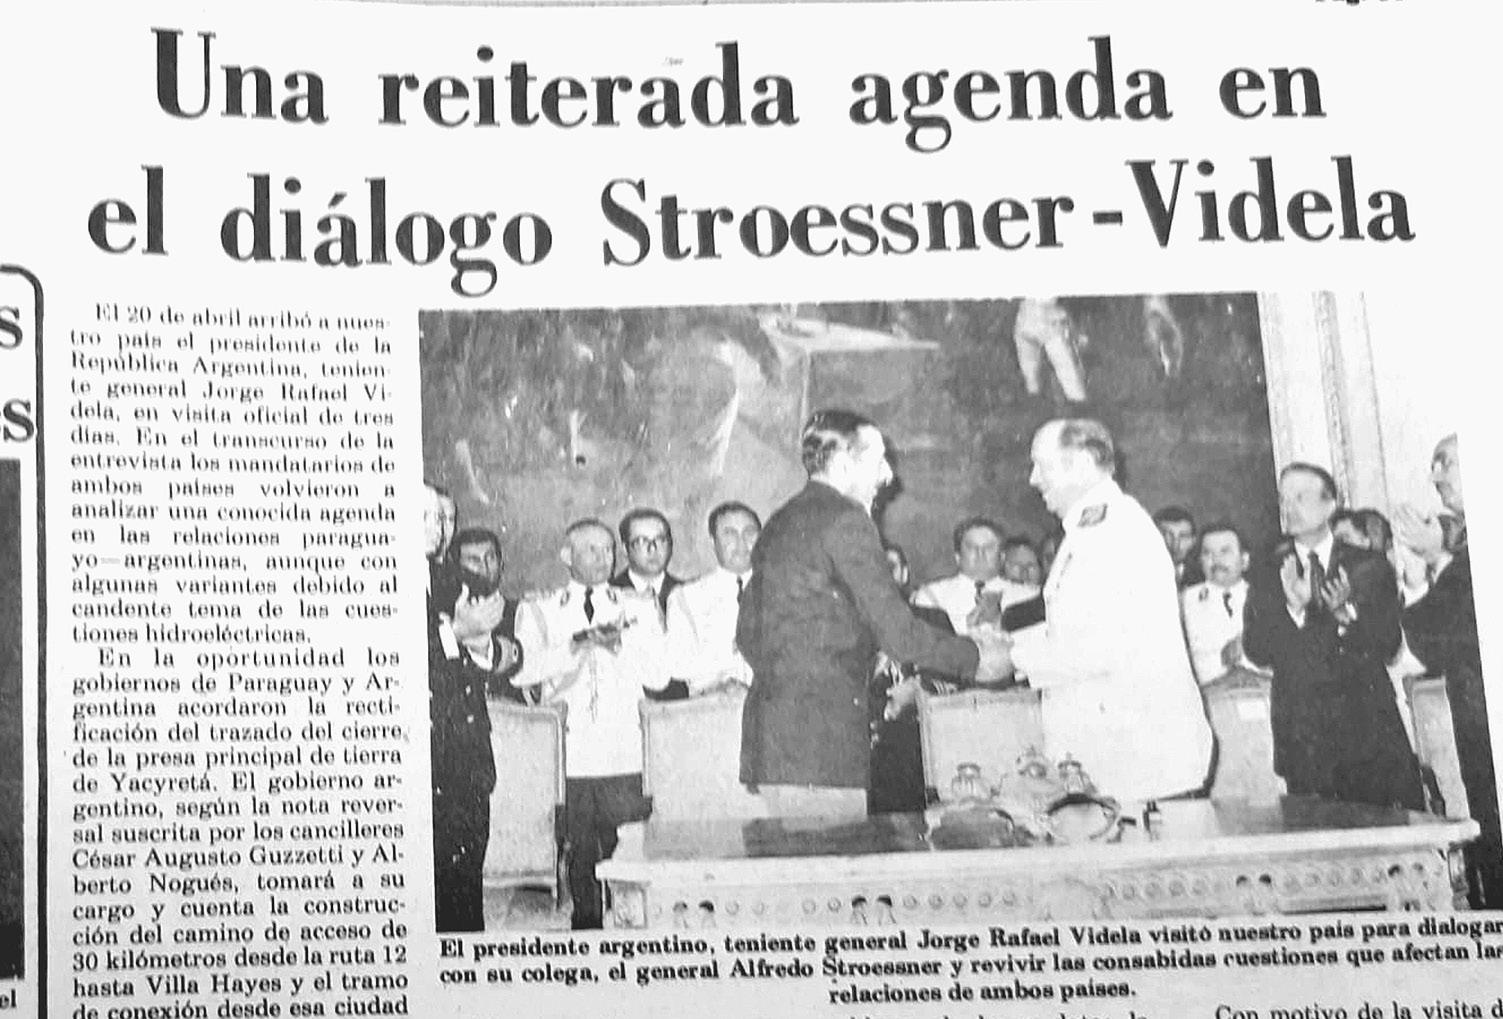 Una reiterada agenda en
el diálogo Stroessner-Videla
s
s
El 20 de abril arribó a nues-
tro país el presidente de la
República Argentina, tenien-
te general Jorge Rafael Vi-
dela, en visita oficial de tres
días. En el transcurso de la
entrevista los mandatarios de
ambos países volvieron a
analizar una conocida agenda
en las relaciones paragua-
yo-argentinas, aunque con
algunas variantes debido al
candente tema de las cues-
tiones hidroeléctricas.
En la oportunidad los
gobiernos de Paraguay y Ar-
gentina acordaron la recti-
ficación del trazado del cierre
de la presa principal de tierra
de Yacyretá. El gobierno ar-
gentino, según la nota rever-
sal suscrita por los cancilleres
César Augusto Guzzetti y Al-
berto Nogués, tomará a su
cargo y cuenta la construc-
ción del camino de acceso de
30 kilómetros desde la ruta 12
hasta Villa Hayes y el tramo
de conexión desde esa ciudad
El presidente argentino, teniente general Jorge Rafael Videla visitó nuestro país para dialogar
con su colega, el general Alfredo Stroessner y revivir las consabidas cuestiones que afectan las
relaciones de ambos países.
el
Con motivo de la visita d